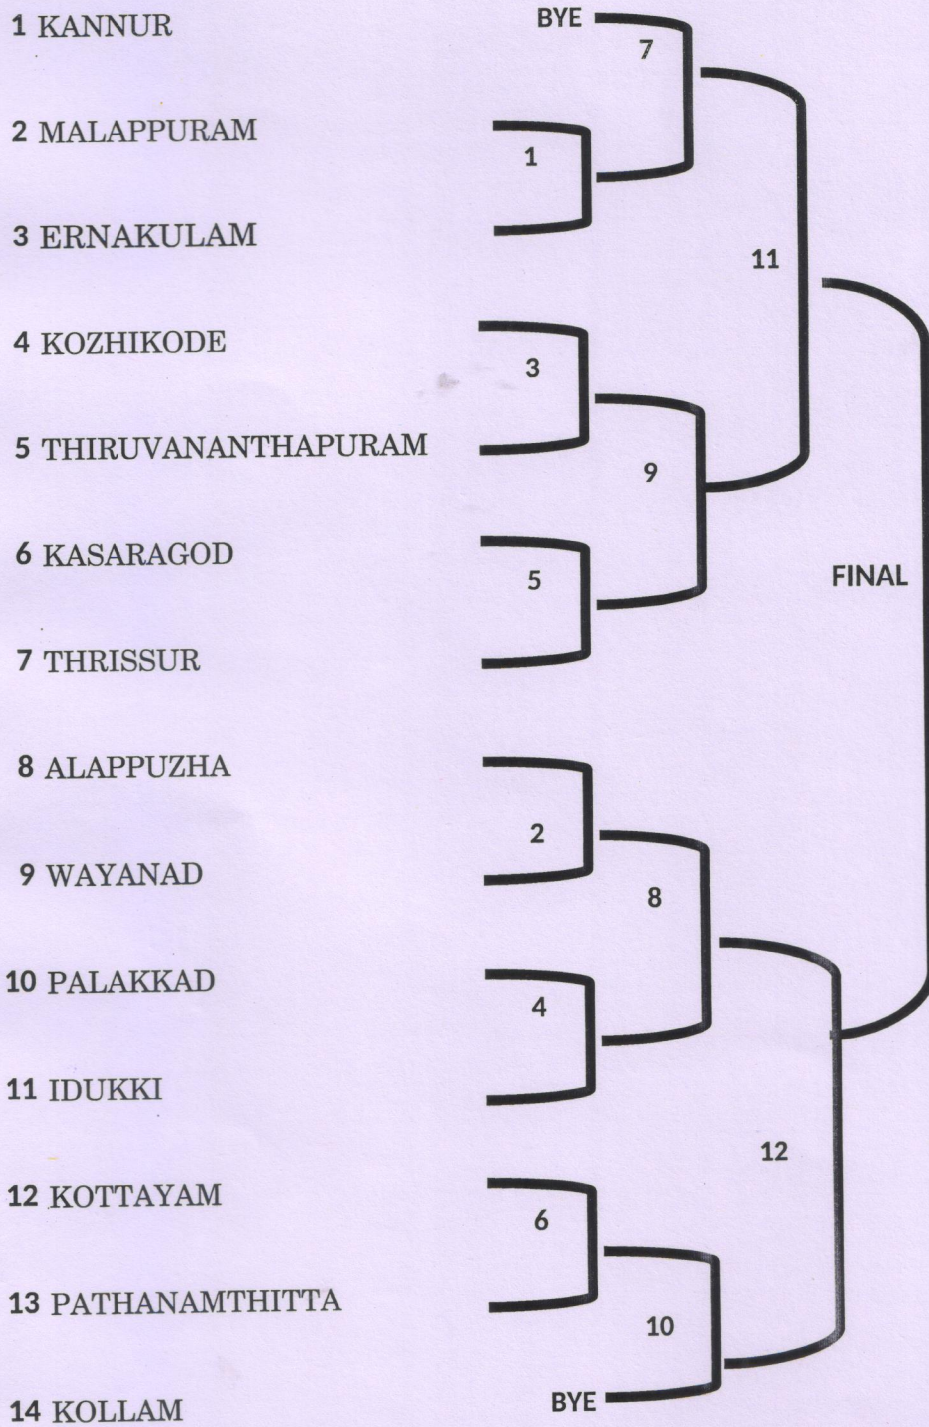 1 KANNUR BYE
7
2 MALAPPURAM
1
3 ERNAKULAM
11
4 KOZHIKODE
3
5 THIRUVANANTHAPURAM
9
6 KASARAGOD
5
FINAL
7 THRISSUR
8 ALAPPUZHA
2
9 WAYANAD
8
10 PALAKKAD
4
11 IDUKKI
12
12 KOTTAYAM
6
13 PATHANAMTHITTA
10
14 KOLLAM BYE